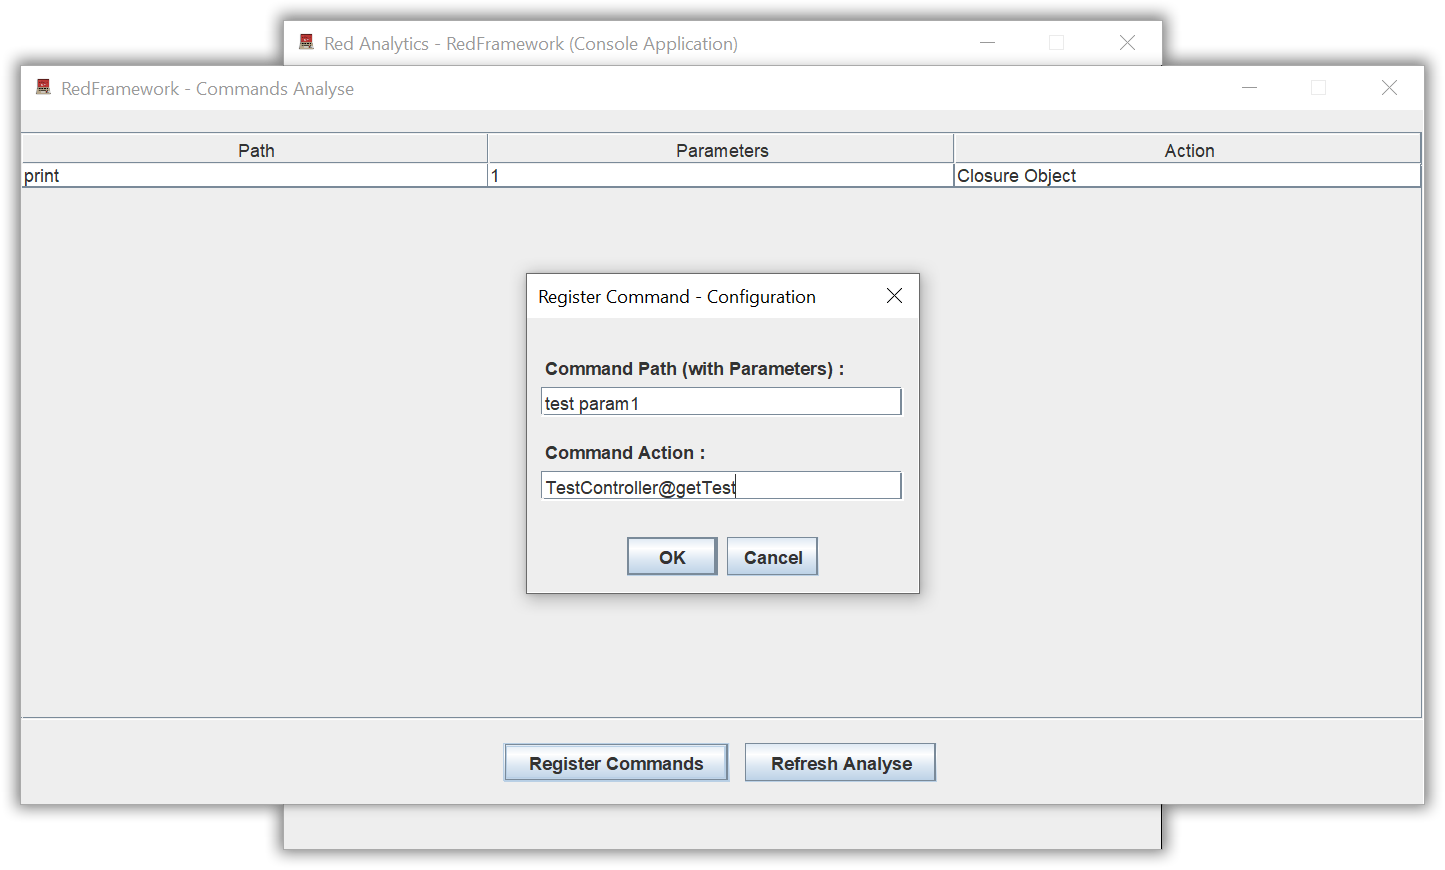 Red Analytics - RedFramework (Console Application)
RedFramework - Commands Analyse
Path Parameters Action
print 1 Closure Object
Register Command - Configuration
Command Path (with Parameters) :
test param1
Command Action :
TestController@getTest
OK Cancel
Register Commands Refresh Analyse